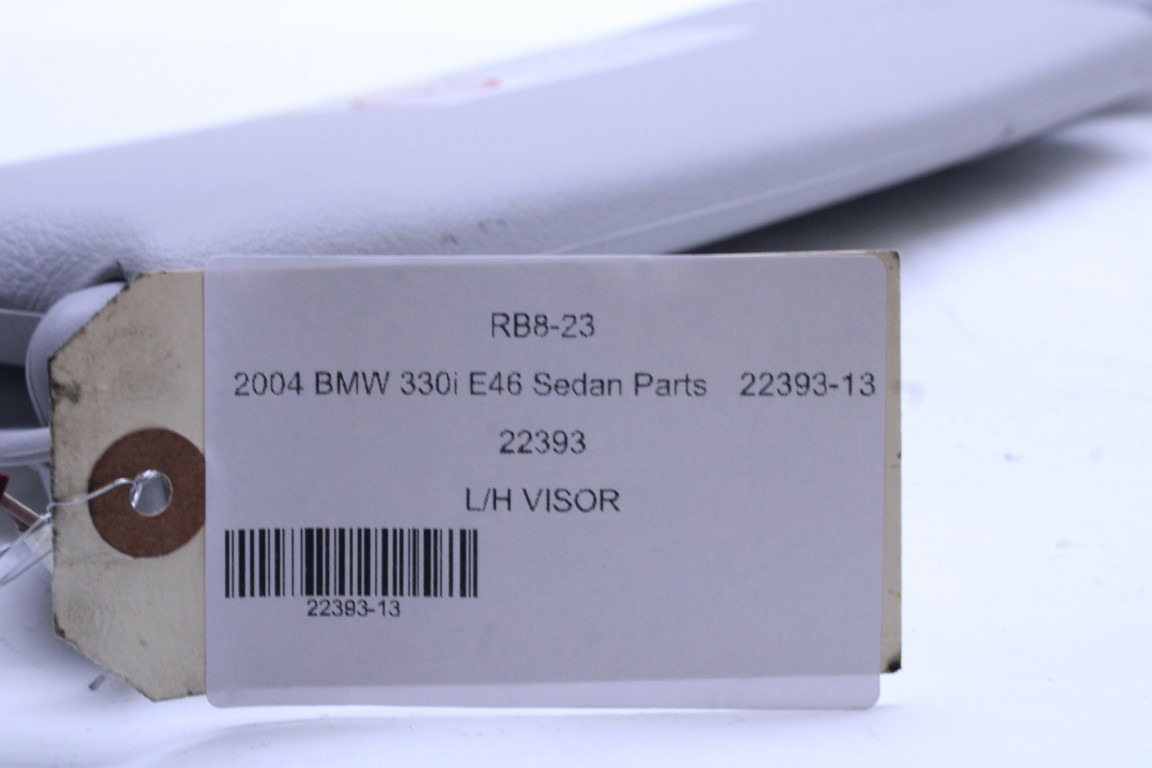 RB8-23
2004 BMW 330i E46 Sedan Parts 22393-13
22393
L/H VISOR
22393-13